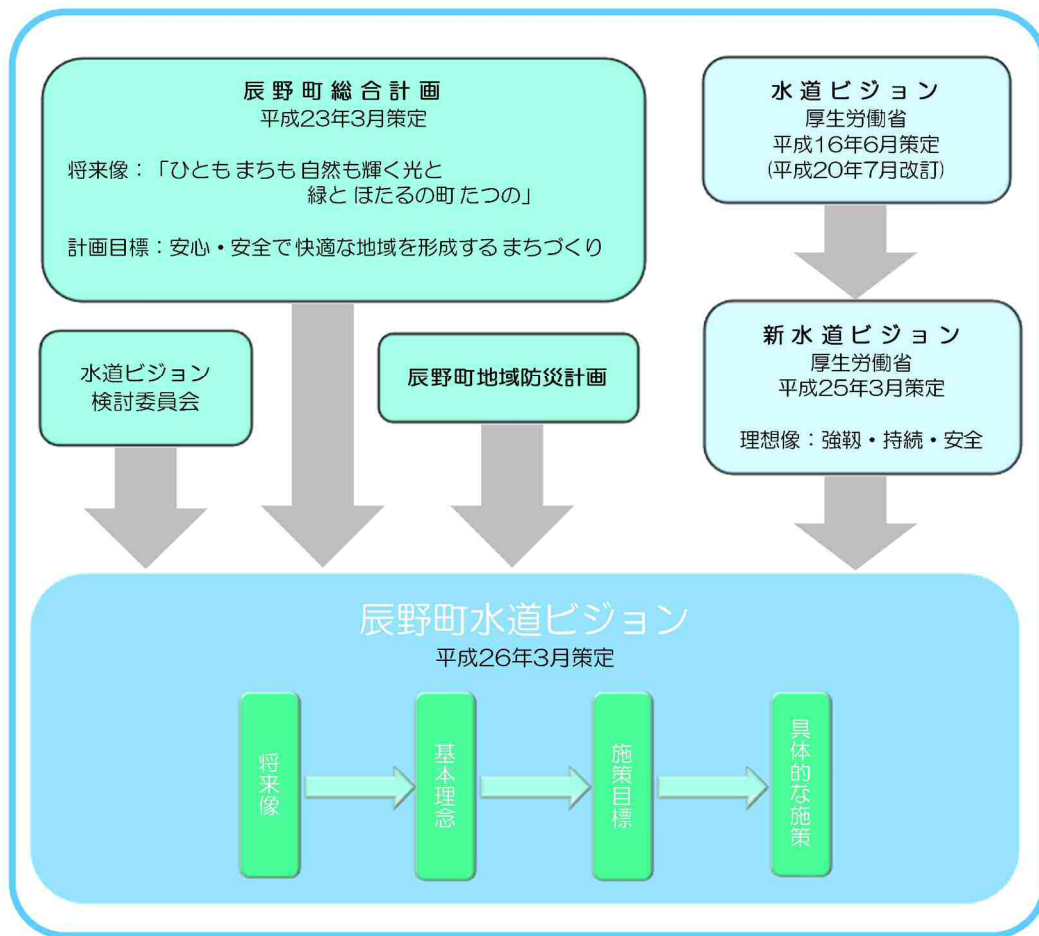 辰野町総合計画
平成23年3月策定
将来像：「ひとも まちも 自然も輝く光と
緑と ほたるの町 たつの」
計画目標：安心・安全で 快適な地域を形成する まちづくり
水道ビジョン
厚生労働省
平成16年6月策定
(平成20年7月改訂)
水道ビジョン
検討委員会
辰野町地域防災計画
新水道ビジョン
厚生労働省
平成25年3月策定
理想像：強靱・持続・安全
辰野町水道ビジョン
平成26年3月策定
将来像
基本理念
施策目標
具体的な施策